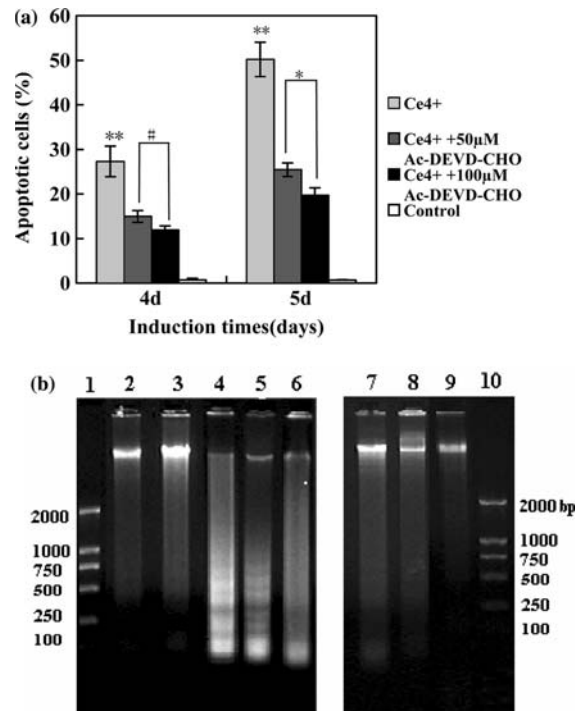 (a)
Apoptotic cells (%)
60
50
40
30
20
10
0
**
#
**
*
4d
5d
Induction times(days)
Ce4+
Ce4+ +50μM
Ac-DEVD-CHO
Ce4+ +100μM
Ac-DEVD-CHO
Control
(b) 1 2 3 4 5 6 7 8 9 10
2000
1000
750
500
250
100
2000 bp
1000
750
500
250
100